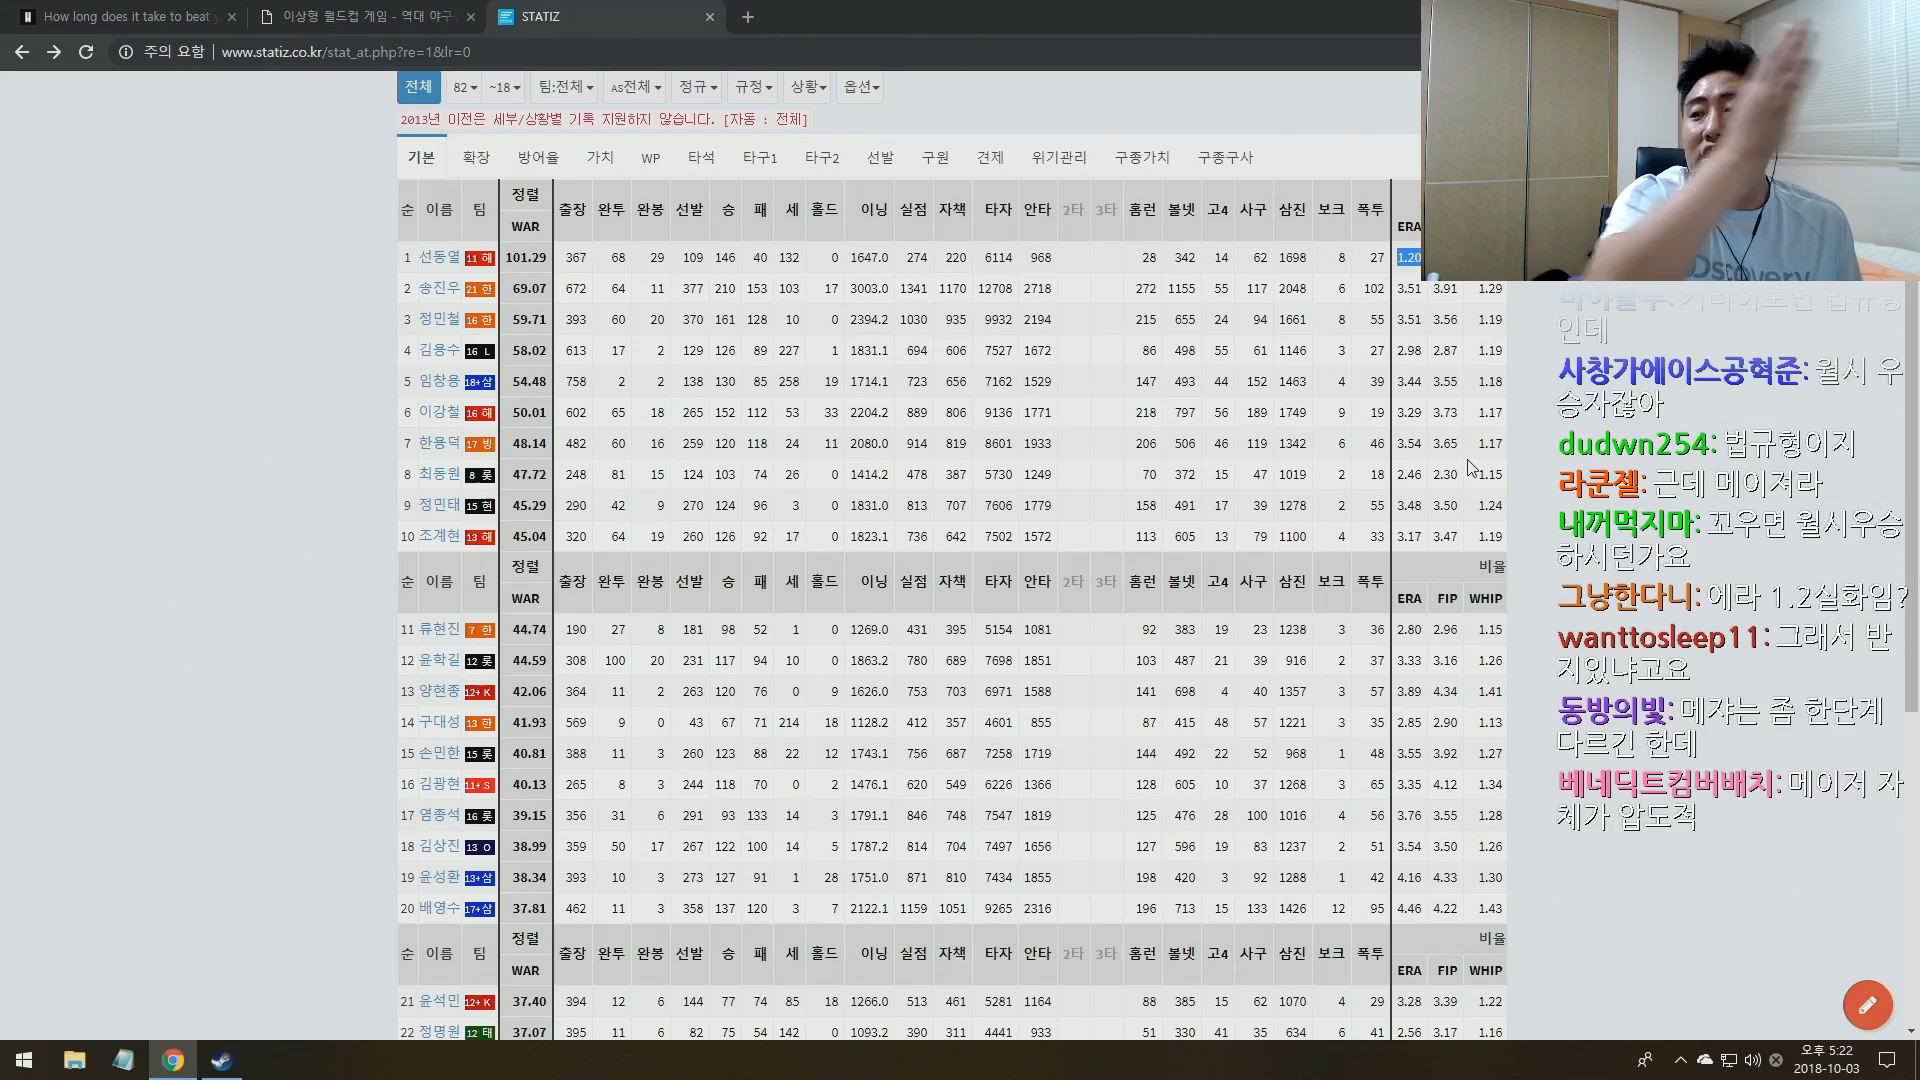 How long does it take to beat
이상형 월드컵 게임 - 역대 야구
STATIZ
주의 요함 www.statiz.co.kr/stat_at.php?re=1&lr=0
전체 82 ~18 팀:전체 AS전체 정규 규정 상황 옵션
2013년 이전은 세부/상황별 기록 지원하지 않습니다. [자동 : 전체]
기본 확장 방어율 가치 WP 타석 타구1 타구2 선발 구원 견제 위기관리 구종가치 구종구사
순 이름 팀 정렬 출장 완투 완봉 선발 승 패 세 홀드 이닝 실점 자책 타자 안타 2타 3타 홈런 볼넷 고4 사구 삼진 보크 폭투
WAR ERA
1 선동열 11 해 101.29 367 68 29 109 146 40 132 0 1647.0 274 220 6114 968 28 342 14 62 1698 8 27 1.20
2 송진우 21 한 69.07 672 64 11 377 210 153 103 17 3003.0 1341 1170 12708 2718 272 1155 55 117 2048 6 102 3.51 3.91 1.29
3 정민철 16 한 59.71 393 60 20 370 161 128 10 0 2394.2 1030 935 9932 2194 215 655 24 94 1661 8 55 3.51 3.56 1.19
4 김용수 16 L 58.02 613 17 2 129 126 89 227 1 1831.1 694 606 7527 1672 86 498 55 61 1146 3 27 2.98 2.87 1.19
5 임창용 18+삼 54.48 758 2 2 138 130 85 258 19 1714.1 723 656 7162 1529 147 493 44 152 1463 4 39 3.44 3.55 1.18
6 이강철 16 해 50.01 602 65 18 265 152 112 53 33 2204.2 889 806 9136 1771 218 797 56 189 1749 9 19 3.29 3.73 1.17
7 한용덕 17 빙 48.14 482 60 16 259 120 118 24 11 2080.0 914 819 8601 1933 206 506 46 119 1342 6 46 3.54 3.65 1.17
8 최동원 8 롯 47.72 248 81 15 124 103 74 26 0 1414.2 478 387 5730 1249 70 372 15 47 1019 2 18 2.46 2.30 1.15
9 정민태 15 현 45.29 290 42 9 270 124 96 3 0 1831.0 813 707 7606 1779 158 491 17 39 1278 2 55 3.48 3.50 1.24
10 조계현 13 해 45.04 320 64 19 260 126 92 17 0 1823.1 736 642 7502 1572 113 605 13 79 1100 4 33 3.17 3.47 1.19
순 이름 팀 정렬 출장 완투 완봉 선발 승 패 세 홀드 이닝 실점 자책 타자 안타 2타 3타 홈런 볼넷 고4 사구 삼진 보크 폭투 비율
WAR ERA FIP WHIP
11 류현진 7 한 44.74 190 27 8 181 98 52 1 0 1269.0 431 395 5154 1081 92 383 19 23 1238 3 36 2.80 2.96 1.15
12 윤학길 12 롯 44.59 308 100 20 231 117 94 10 0 1863.2 780 689 7698 1851 103 487 21 39 916 2 37 3.33 3.16 1.26
13 양현종 12+ K 42.06 364 11 2 263 120 76 0 9 1626.0 753 703 6971 1588 141 698 4 40 1357 3 57 3.89 4.34 1.41
14 구대성 13 한 41.93 569 9 0 43 67 71 214 18 1128.2 412 357 4601 855 87 415 48 57 1221 3 35 2.85 2.90 1.13
15 손민한 15 롯 40.81 388 11 3 260 123 88 22 12 1743.1 756 687 7258 1719 144 492 22 52 968 1 48 3.55 3.92 1.27
16 김광현 11+ S 40.13 265 8 3 244 118 70 0 2 1476.1 620 549 6226 1366 128 605 10 37 1268 3 65 3.35 4.12 1.34
17 염종석 16 롯 39.15 356 31 6 291 93 133 14 3 1791.1 846 748 7547 1819 125 476 28 100 1016 4 56 3.76 3.55 1.28
18 김상진 13 O 38.99 359 50 17 267 122 100 14 5 1787.2 814 704 7497 1656 127 596 19 83 1237 2 51 3.54 3.50 1.26
19 윤성환 13+삼 38.34 393 10 3 273 127 91 1 28 1751.0 871 810 7434 1855 198 420 3 92 1288 1 42 4.16 4.33 1.30
20 배영수 17+삼 37.81 462 11 3 358 137 120 3 7 2122.1 1159 1051 9265 2316 196 713 15 133 1426 12 95 4.46 4.22 1.43
순 이름 팀 정렬 출장 완투 완봉 선발 승 패 세 홀드 이닝 실점 자책 타자 안타 2타 3타 홈런 볼넷 고4 사구 삼진 보크 폭투 비율
WAR ERA FIP WHIP
21 윤석민 12+ K 37.40 394 12 6 144 77 74 85 18 1266.0 513 461 5281 1164 88 385 15 62 1070 4 29 3.28 3.39 1.22
22 정명원 12 태 37.07 395 11 6 82 75 54 142 0 1093.2 390 311 4441 933 51 330 41 35 634 6 41 2.56 3.17 1.16
Discovery
인데
사창가에이스공혁준: 월시 우
승자잖아
dudwn254: 법규형이지
라쿤젤: 근데 메이져라
내꺼먹지마: 꼬우면 월시우승
하시던가요
그냥한다니: 에라 1.2실화임?
wanttosleep11: 그래서 반
지있냐고요
동방의빛: 메쟈는 좀 한단계
다르긴 한데
베네딕트컴버배치: 메이저 자
체가 압도적
오후 5:22
2018-10-03